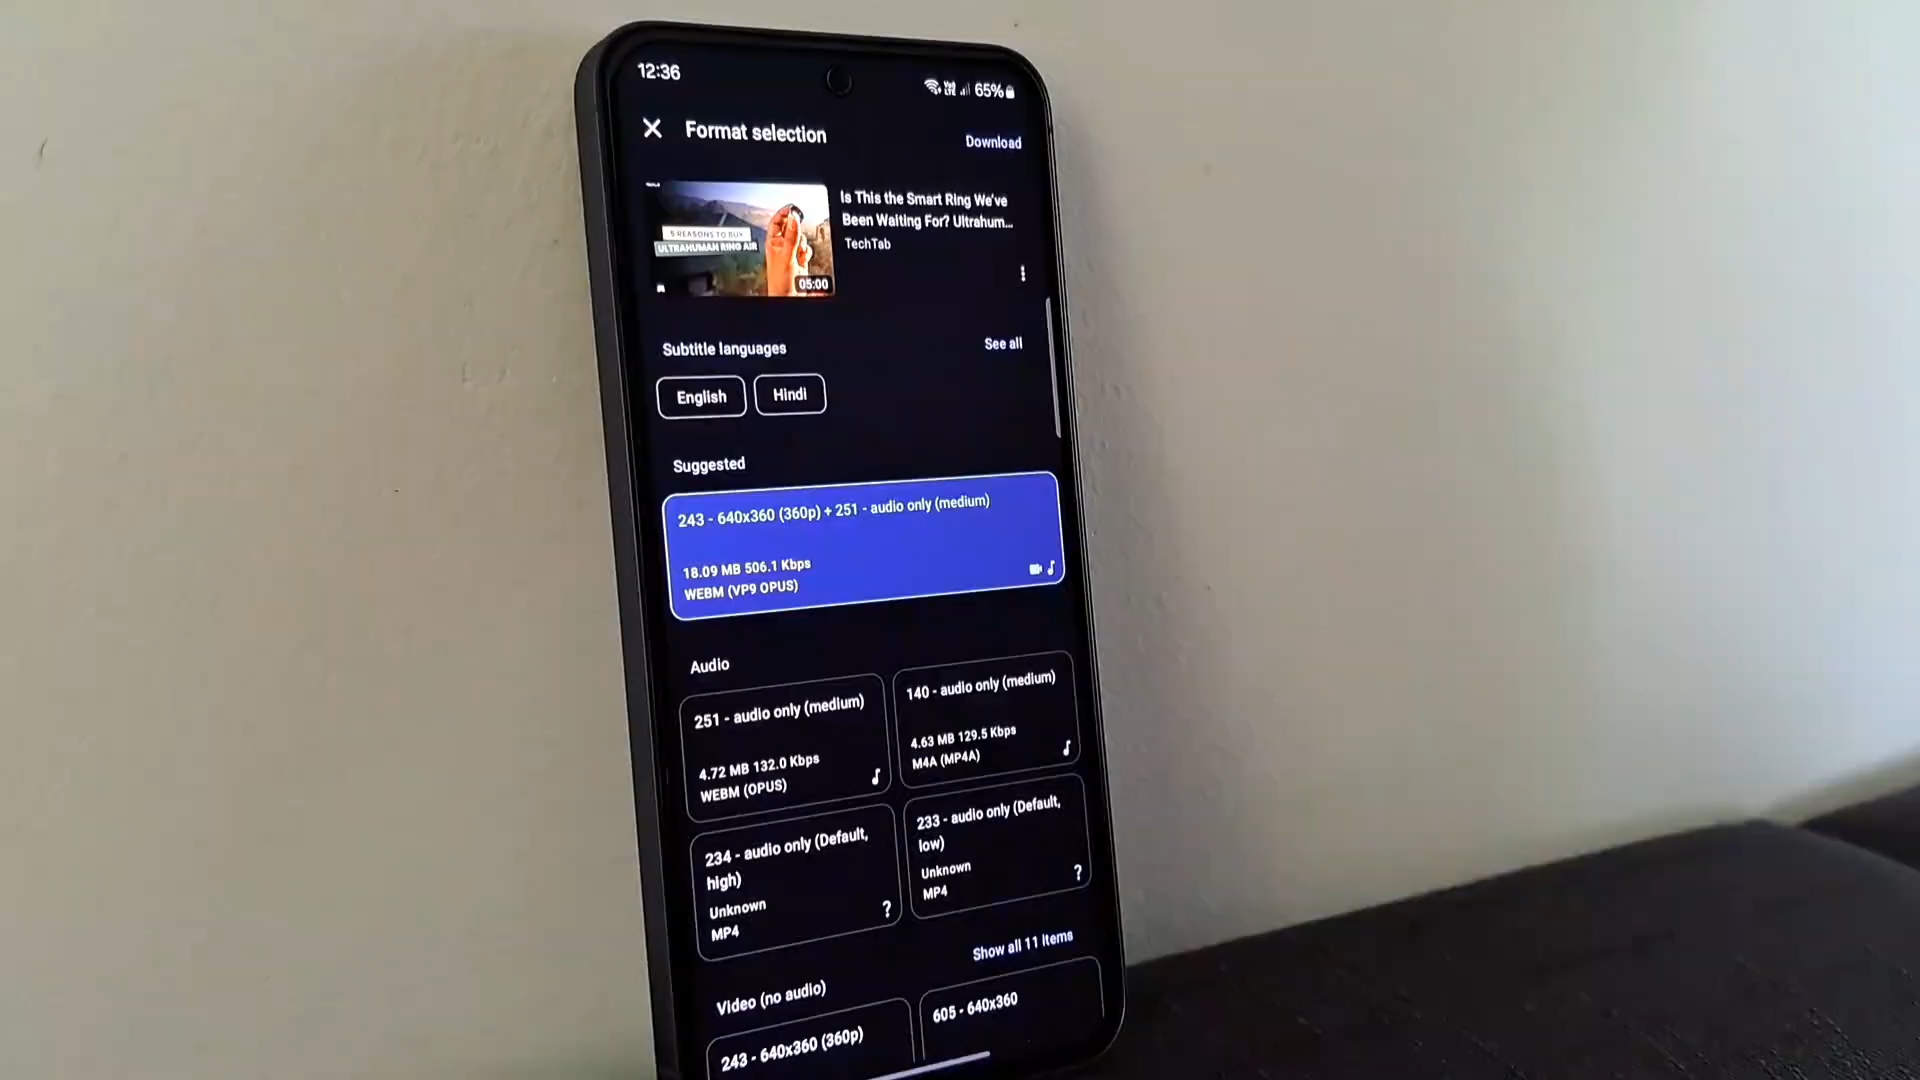 12:36
65%
Format selection
Download
Is This the Smart Ring We've
Been Waiting For? Ultrahum...
TechTab
5 REASONS TO BUY
ULTRAHUMAN RING AIR
05:00
Subtitle languages
See all
English
Hindi
Suggested
243 - 640x360 (360p) + 251 - audio only (medium)
18.09 MB 506.1 Kbps
WEBM (VP9 OPUS)
Audio
251 - audio only (medium)
4.72 MB 132.0 Kbps
WEBM (OPUS)
140 - audio only (medium)
4.63 MB 129.5 Kbps
M4A (MP4A)
234 - audio only (Default,
high)
Unknown
MP4
?
233 - audio only (Default,
low)
Unknown
MP4
?
Show all 11 items
Video (no audio)
243 - 640x360 (360p)
605 - 640x360